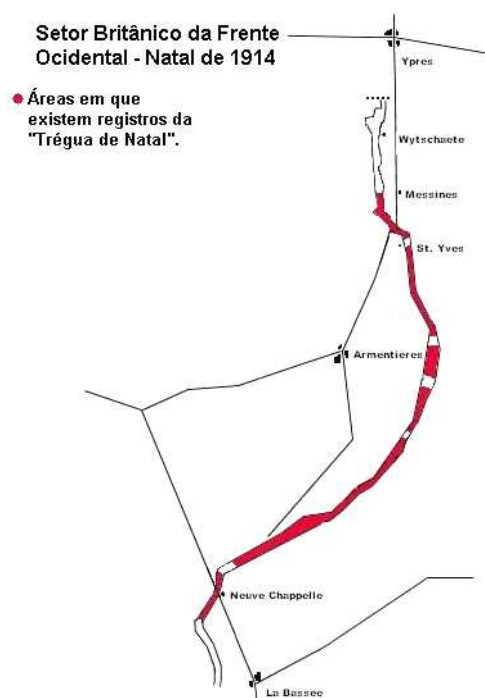 Setor Britânico da Frente
Ocidental - Natal de 1914
Áreas em que
existem registros da
"Trégua de Natal".
Ypres
Wytschaete
Messines
St. Yves
Armentieres
Neuve Chappelle
La Bassee